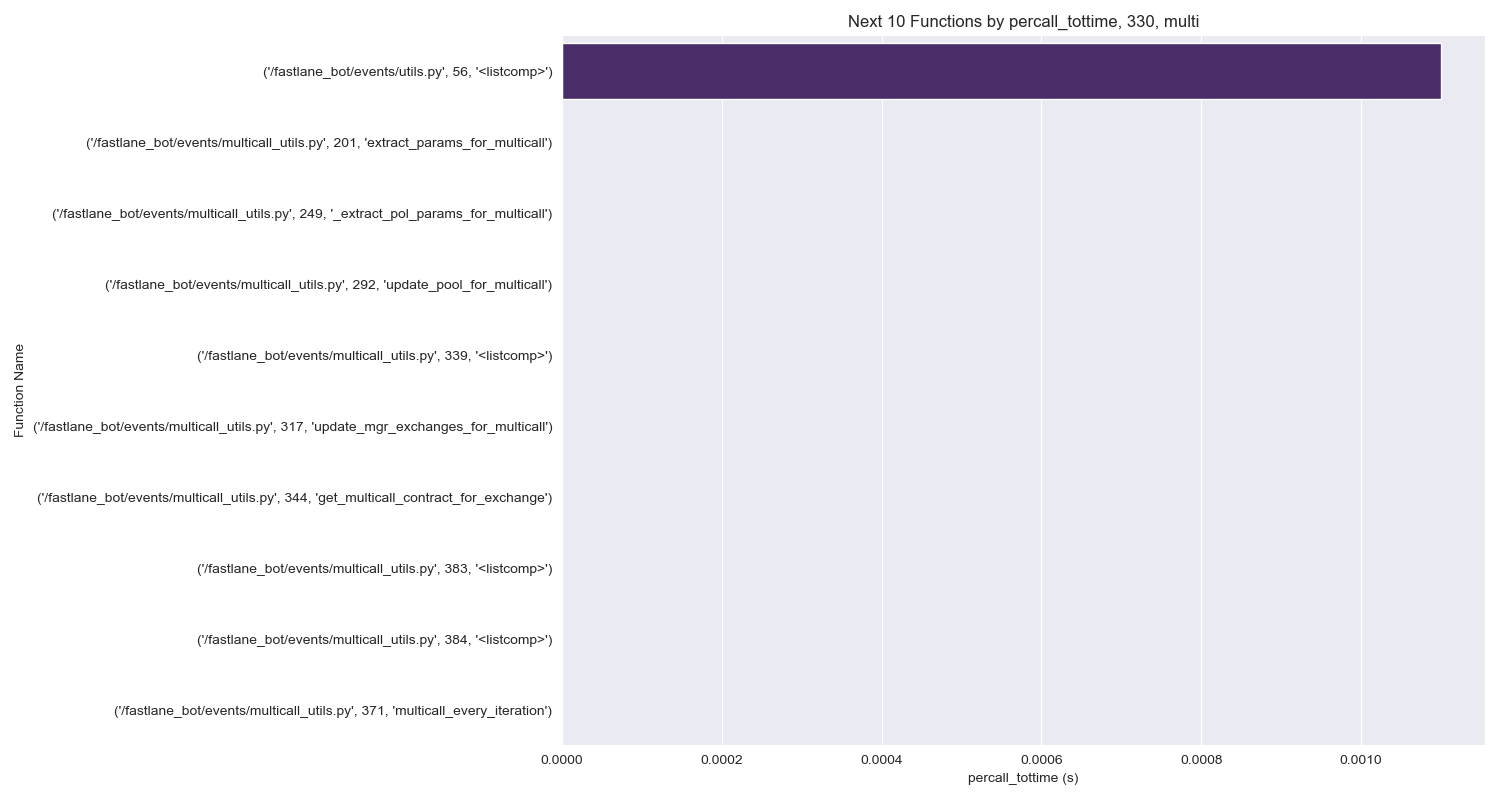 Next 10 Functions by percall_tottime, 330, multi
Function Name
('/fastlane_bot/events/utils.py', 56, '<listcomp>')
('/fastlane_bot/events/multicall_utils.py', 201, 'extract_params_for_multicall')
('/fastlane_bot/events/multicall_utils.py', 249, '_extract_pol_params_for_multicall')
('/fastlane_bot/events/multicall_utils.py', 292, 'update_pool_for_multicall')
('/fastlane_bot/events/multicall_utils.py', 339, '<listcomp>')
('/fastlane_bot/events/multicall_utils.py', 317, 'update_mgr_exchanges_for_multicall')
('/fastlane_bot/events/multicall_utils.py', 344, 'get_multicall_contract_for_exchange')
('/fastlane_bot/events/multicall_utils.py', 383, '<listcomp>')
('/fastlane_bot/events/multicall_utils.py', 384, '<listcomp>')
('/fastlane_bot/events/multicall_utils.py', 371, 'multicall_every_iteration')
0.0000 0.0002 0.0004 0.0006 0.0008 0.0010
percall_tottime (s)